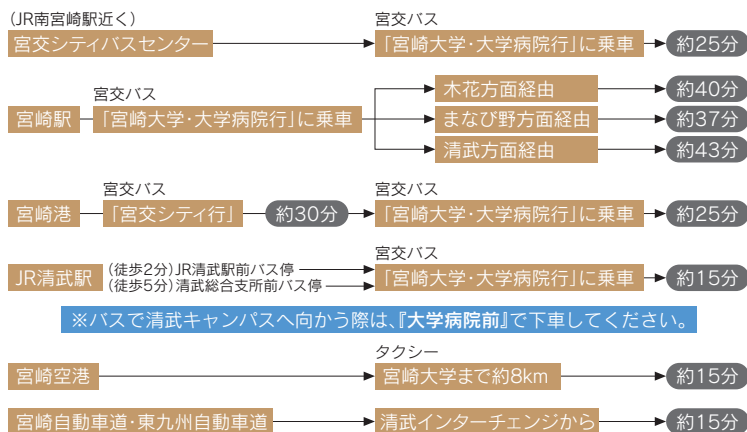 (JR南宮崎駅近く)
宮交バス
宮交シティバスセンター 「宮崎大学・大学病院行」に乗車 約25分
宮交バス
宮崎駅 「宮崎大学・大学病院行」に乗車
木花方面経由 約40分
まなび野方面経由 約37分
清武方面経由 約43分
宮交バス 宮交バス
宮崎港 「宮交シティ行」 約30分 「宮崎大学・大学病院行」に乗車 約25分
宮交バス
JR清武駅 (徒歩2分)JR清武駅前バス停
(徒歩5分)清武総合支所前バス停
「宮崎大学・大学病院行」に乗車 約15分
※バスで清武キャンパスへ向かう際は、『大学病院前』で下車してください。
タクシー
宮崎空港 宮崎大学まで約8km 約15分
宮崎自動車道・東九州自動車道 清武インターチェンジから 約15分